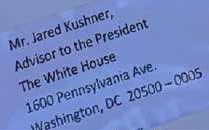 Mr. Jared Kushner,
Advisor to the President
The White House
1600 Pennsylvania Ave.
Washington, DC 20500 – 0005